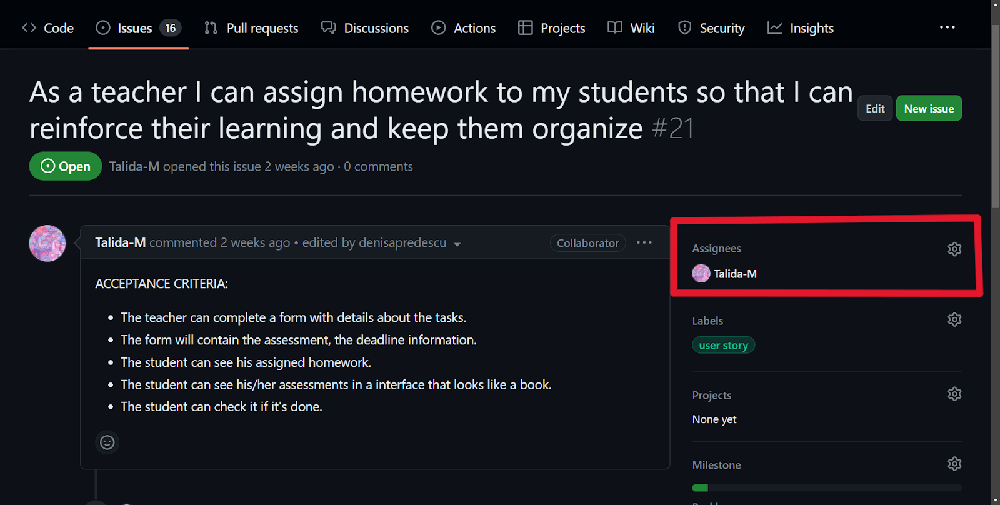 Code Issues 16 Pull requests Discussions Actions Projects Wiki Security Insights
As a teacher I can assign homework to my students so that I can
reinforce their learning and keep them organize #21
Edit New issue
Open Talida-M opened this issue 2 weeks ago · 0 comments
Talida-M commented 2 weeks ago • edited by denisapredescu Collaborator
ACCEPTANCE CRITERIA:
• The teacher can complete a form with details about the tasks.
• The form will contain the assessment, the deadline information.
• The student can see his assigned homework.
• The student can see his/her assessments in a interface that looks like a book.
• The student can check it if it's done.
Assignees
Talida-M
Labels
user story
Projects
None yet
Milestone